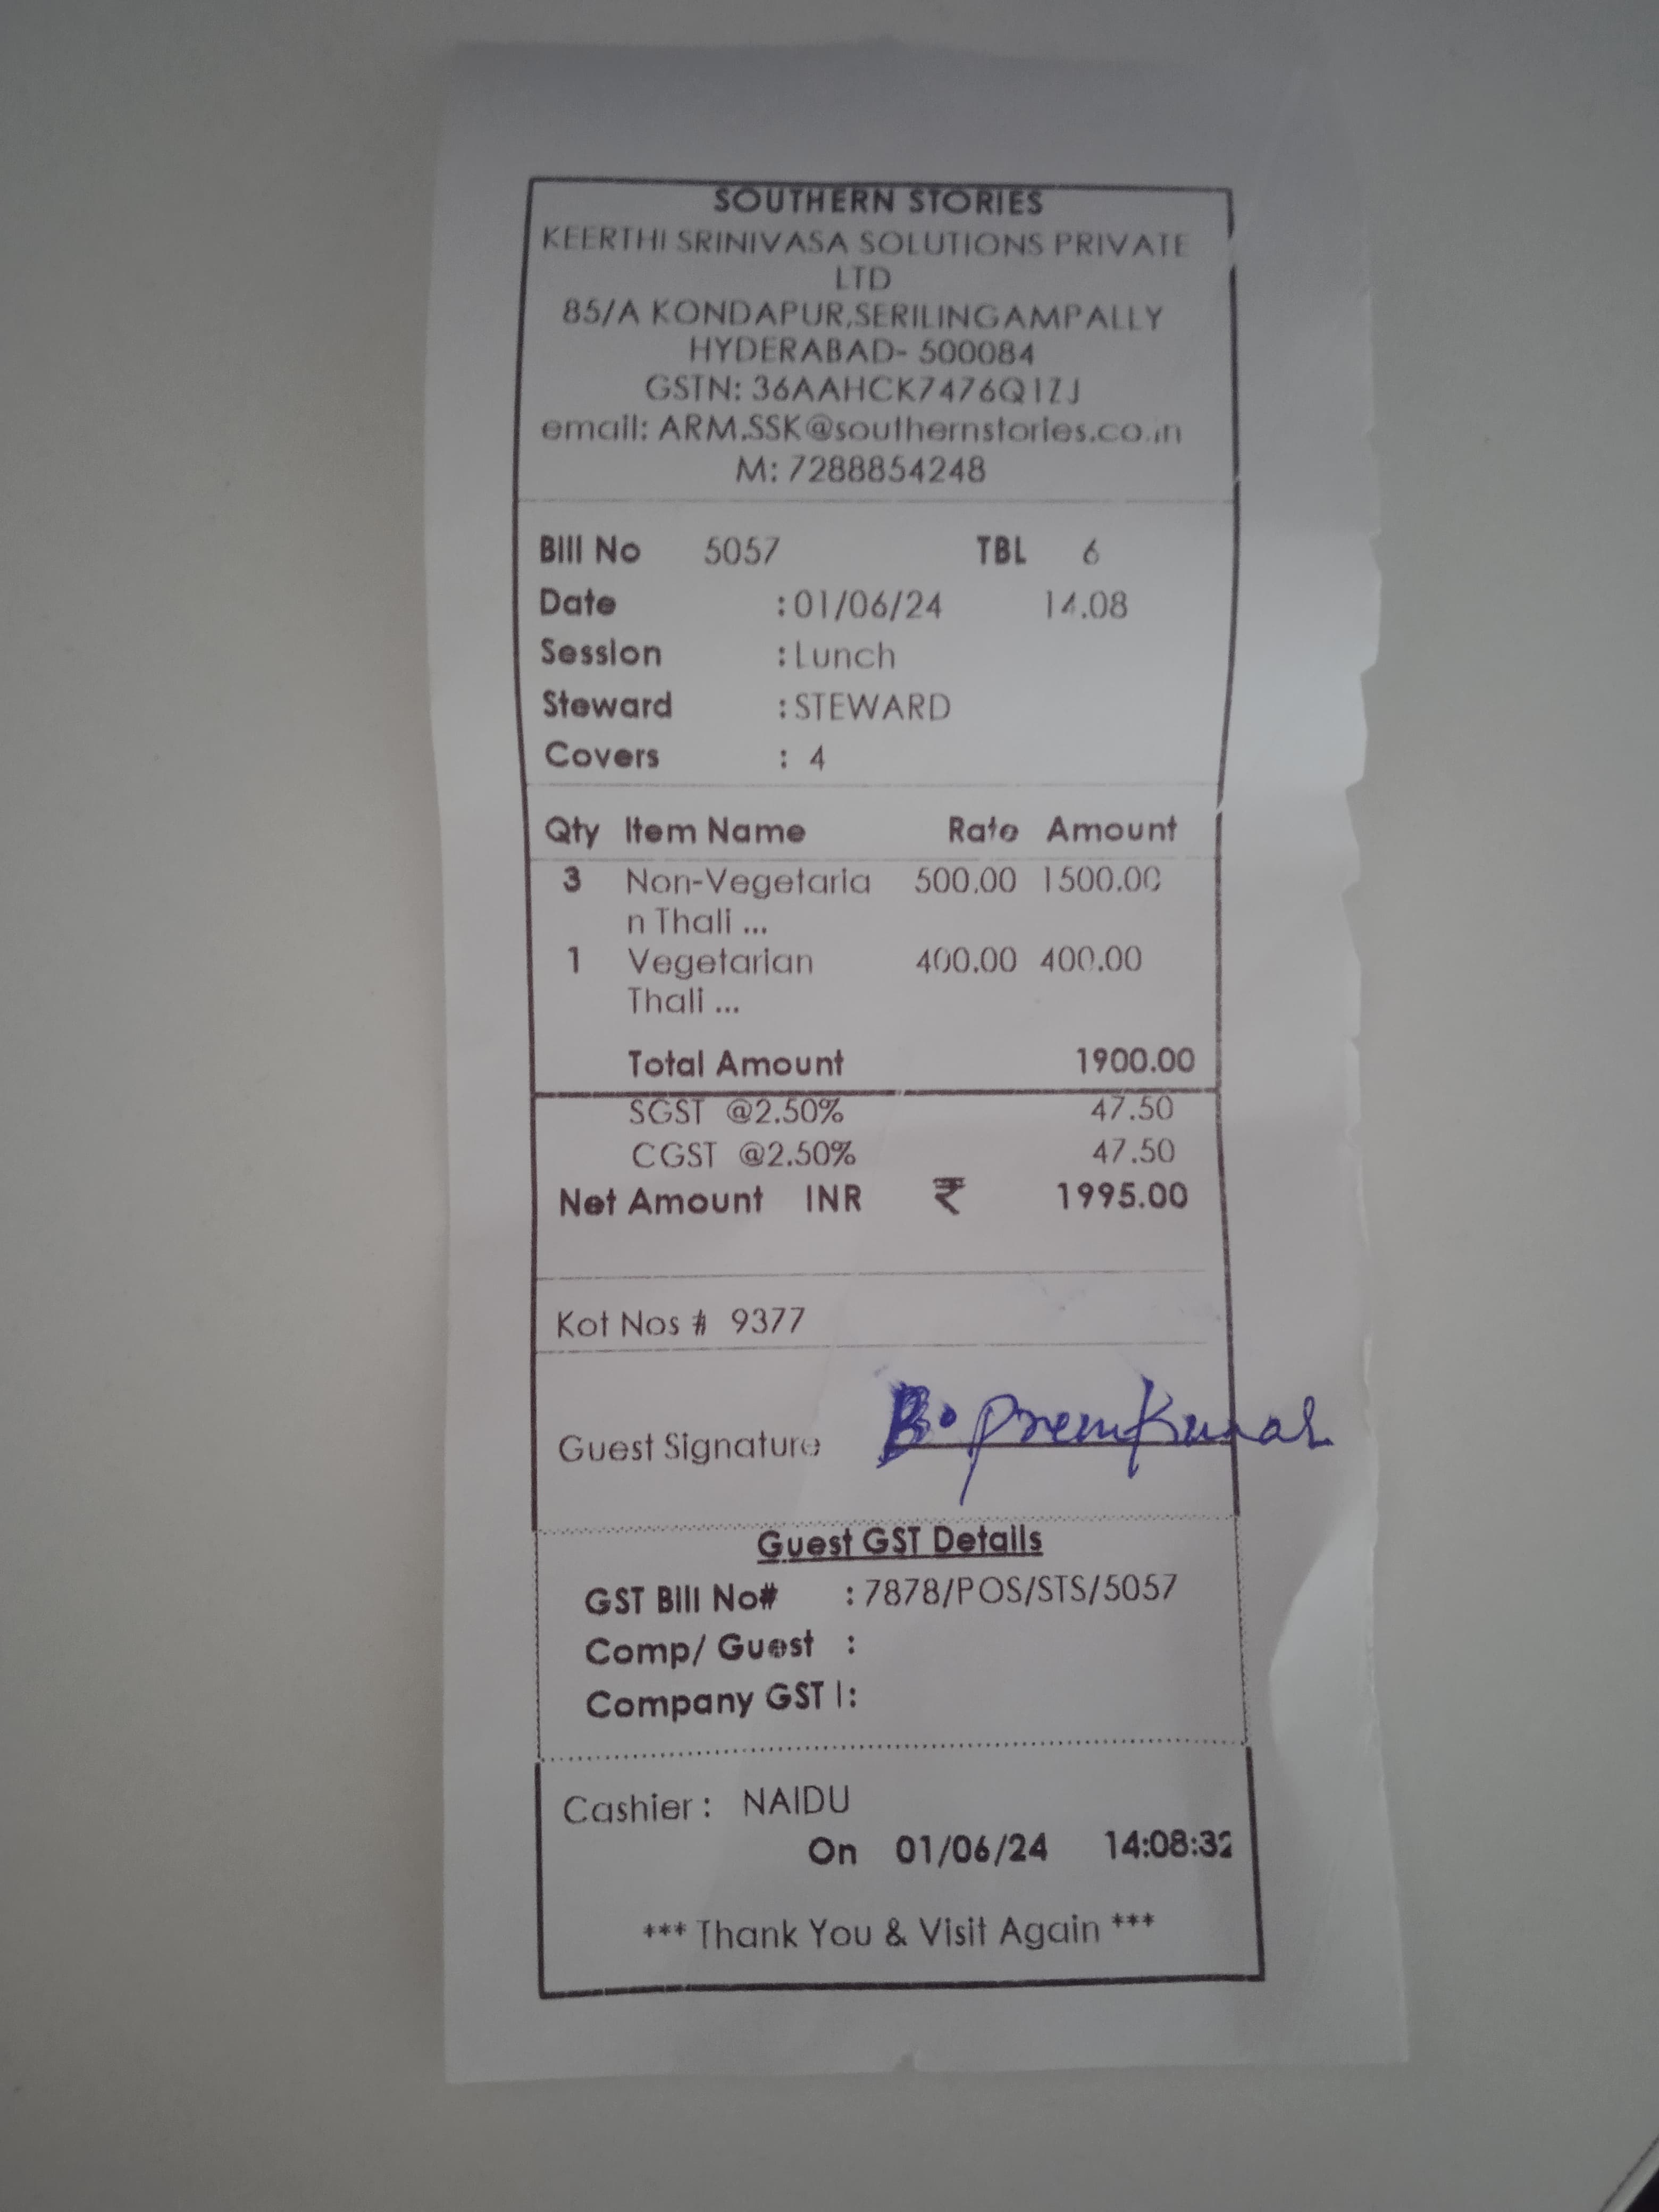 SOUTHERN STORIES
KEERTHI SRINIVASA SOLUTIONS PRIVATE
LTD
85/A KONDAPUR,SERILINGAMPALLY
HYDERABAD- 500084
GSTN: 36AAHCK7476Q1ZJ
email: ARM.SSK@southernstories.co.in
M: 7288854248
Bill No 5057 TBL 6
Date :01/06/24 14.08
Session :Lunch
Steward :STEWARD
Covers : 4
Qty Item Name Rate Amount
3 Non-Vegetaria 500.00 1500.00
n Thali ...
1 Vegetarian 400.00 400.00
Thali ...
Total Amount 1900.00
SGST @2.50% 47.50
CGST @2.50% 47.50
Net Amount INR ₹ 1995.00
Kot Nos # 9377
Guest Signature B. PremKumar
Guest GST Details
GST Bill No# :7878/POS/STS/5057
Comp/ Guest :
Company GST I:
Cashier : NAIDU
On 01/06/24 14:08:32
*** Thank You & Visit Again ***